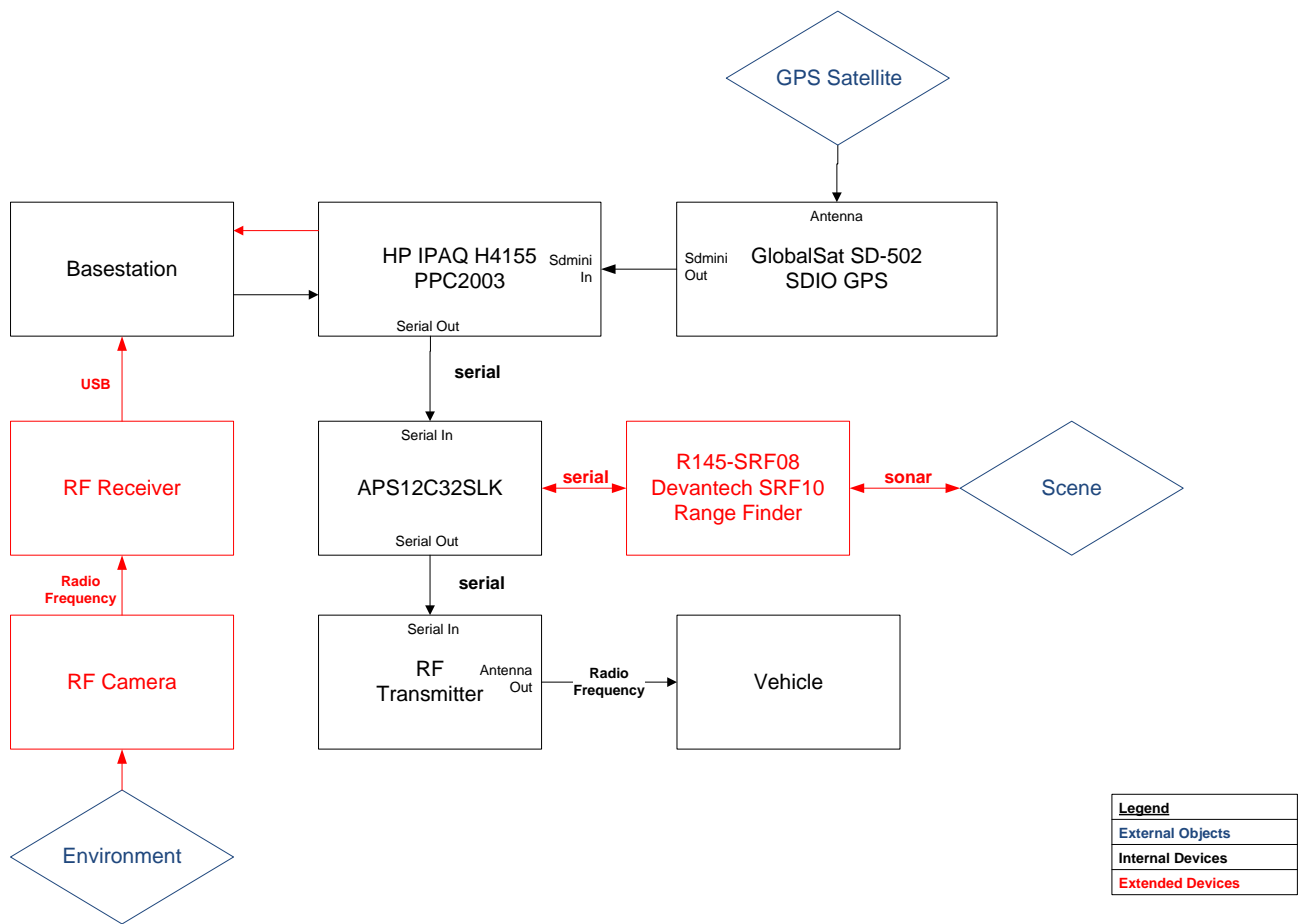 GPS Satellite
Basestation
HP IPAQ H4155
PPC2003
Sdmini
In
Serial Out
Antenna
Sdmini
Out
GlobalSat SD-502
SDIO GPS
serial
USB
RF Receiver
Serial In
APS12C32SLK
Serial Out
serial
R145-SRF08
Devantech SRF10
Range Finder
sonar
Scene
Radio
Frequency
serial
RF Camera
Serial In
RF
Transmitter
Antenna
Out
Radio
Frequency
Vehicle
Environment
Legend
External Objects
Internal Devices
Extended Devices